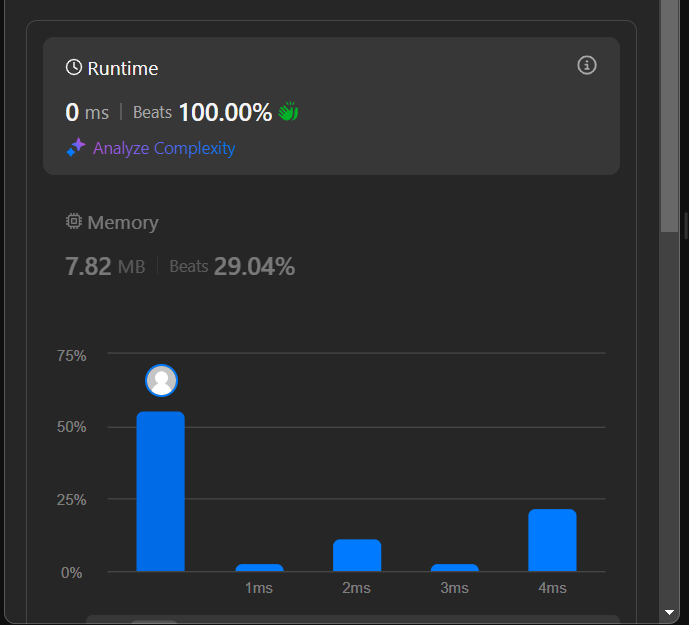 Runtime
0 ms | Beats 100.00%
Analyze Complexity
Memory
7.82 MB | Beats 29.04%
75%
50%
25%
0%
1ms 2ms 3ms 4ms